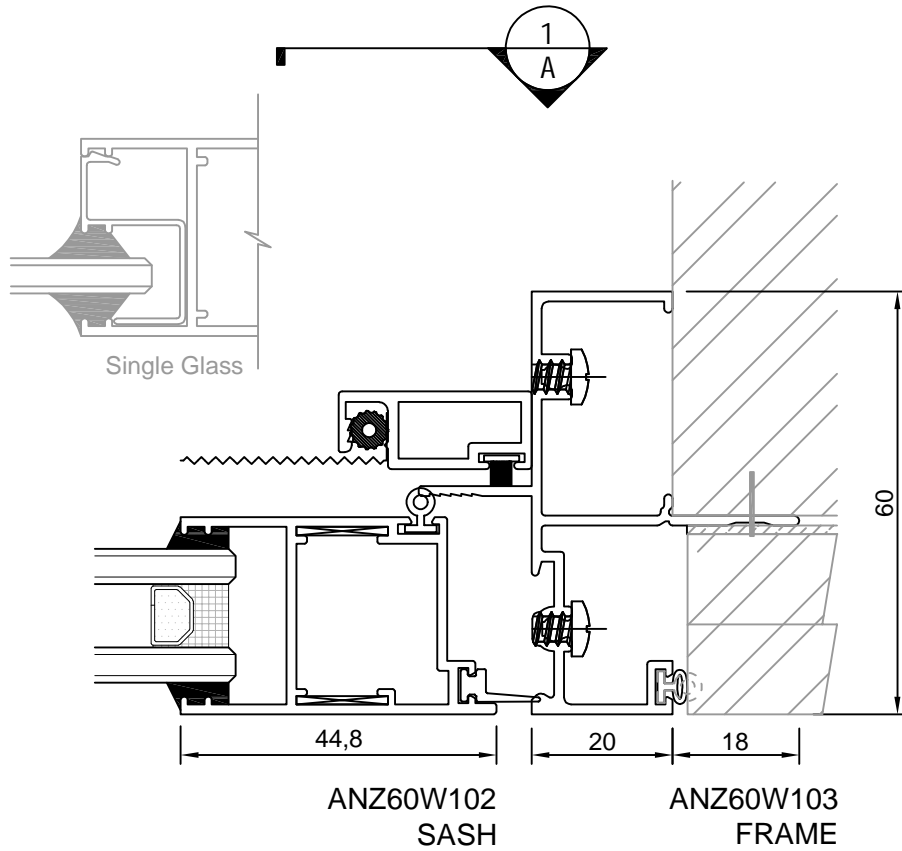 1
A
Single Glass
60
44,8
20
18
ANZ60W102
SASH
ANZ60W103
FRAME